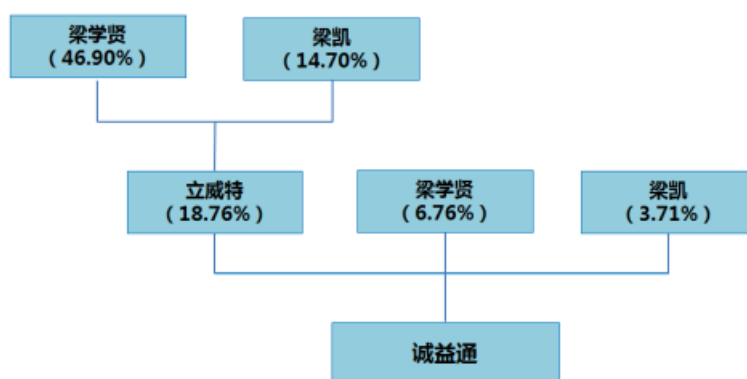 梁学贤
（46.90%）
梁凯
（14.70%）
立威特
（18.76%）
梁学贤
（6.76%）
梁凯
（3.71%）
诚益通